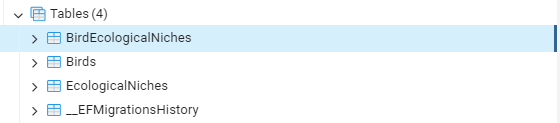 Tables (4)
BirdEcologicalNiches
Birds
EcologicalNiches
__EFMigrationsHistory